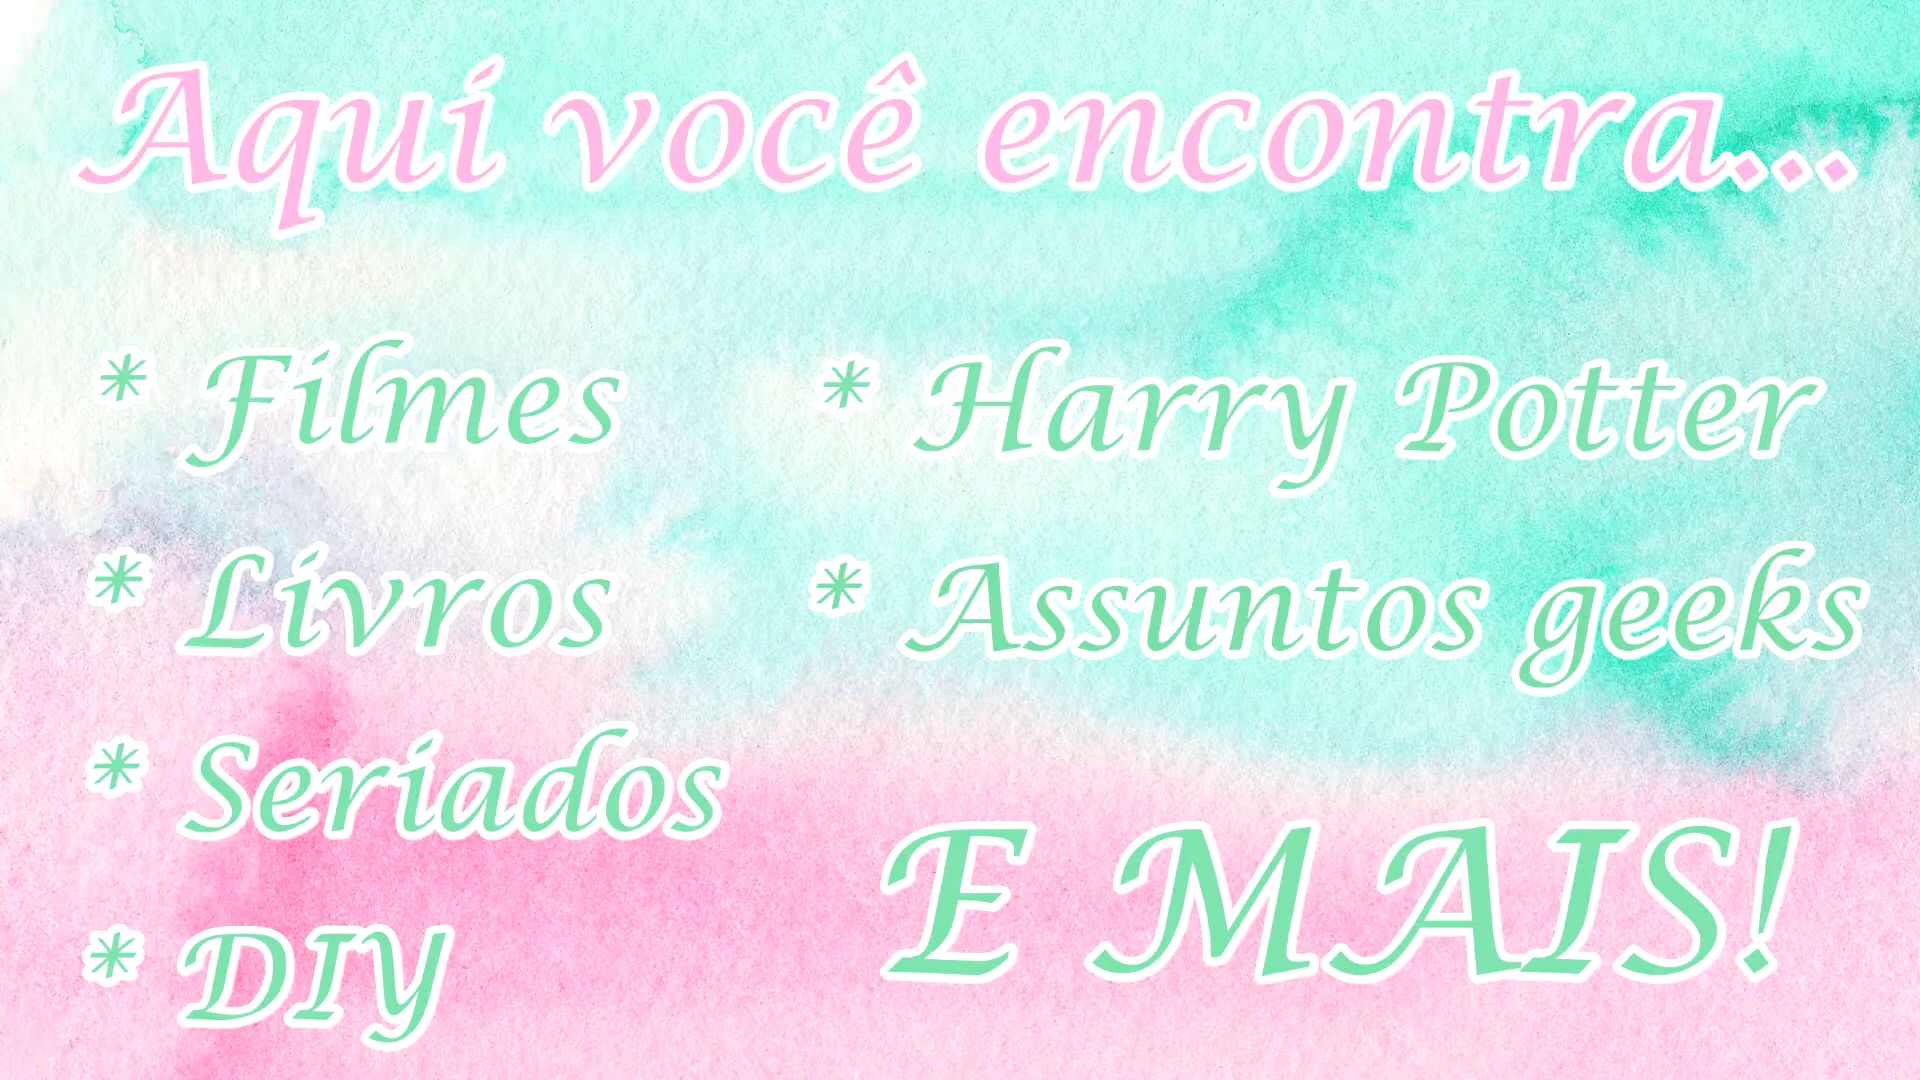 Aqui você encontra...
* Filmes
* Livros
* Seriados
* DIY
* Harry Potter
* Assuntos geeks
E MAIS!